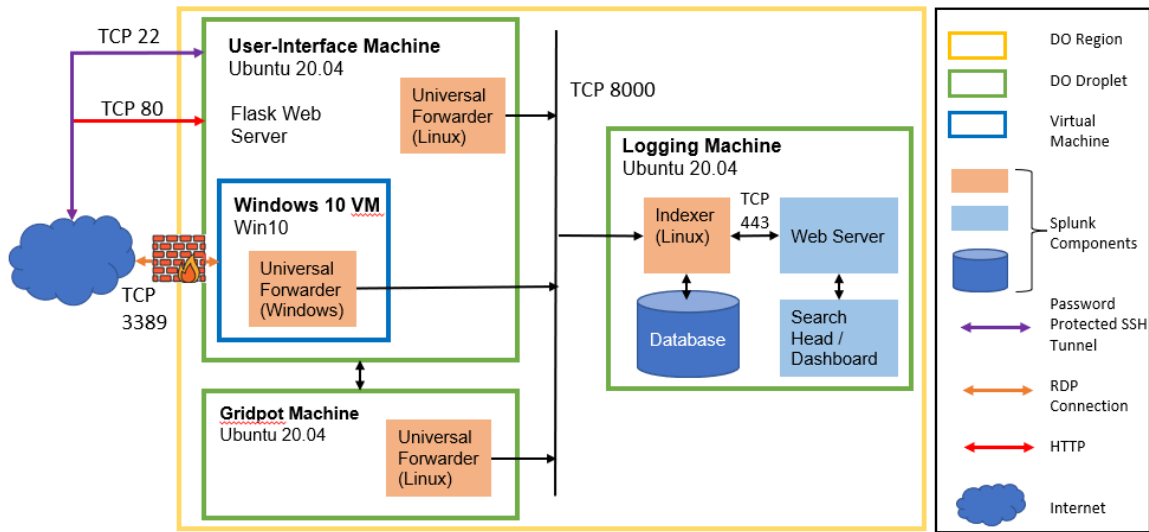 TCP 22
TCP 80
TCP
3389
User-Interface Machine
Ubuntu 20.04
Flask Web
Server
Universal
Forwarder
(Linux)
Windows 10 VM
Win10
Universal
Forwarder
(Windows)
Gridpot Machine
Ubuntu 20.04
Universal
Forwarder
(Linux)
TCP 8000
Logging Machine
Ubuntu 20.04
Indexer
(Linux)
TCP
443
Web Server
Database
Search
Head /
Dashboard
DO Region
DO Droplet
Virtual
Machine
Splunk
Components
Password
Protected SSH
Tunnel
RDP
Connection
HTTP
Internet